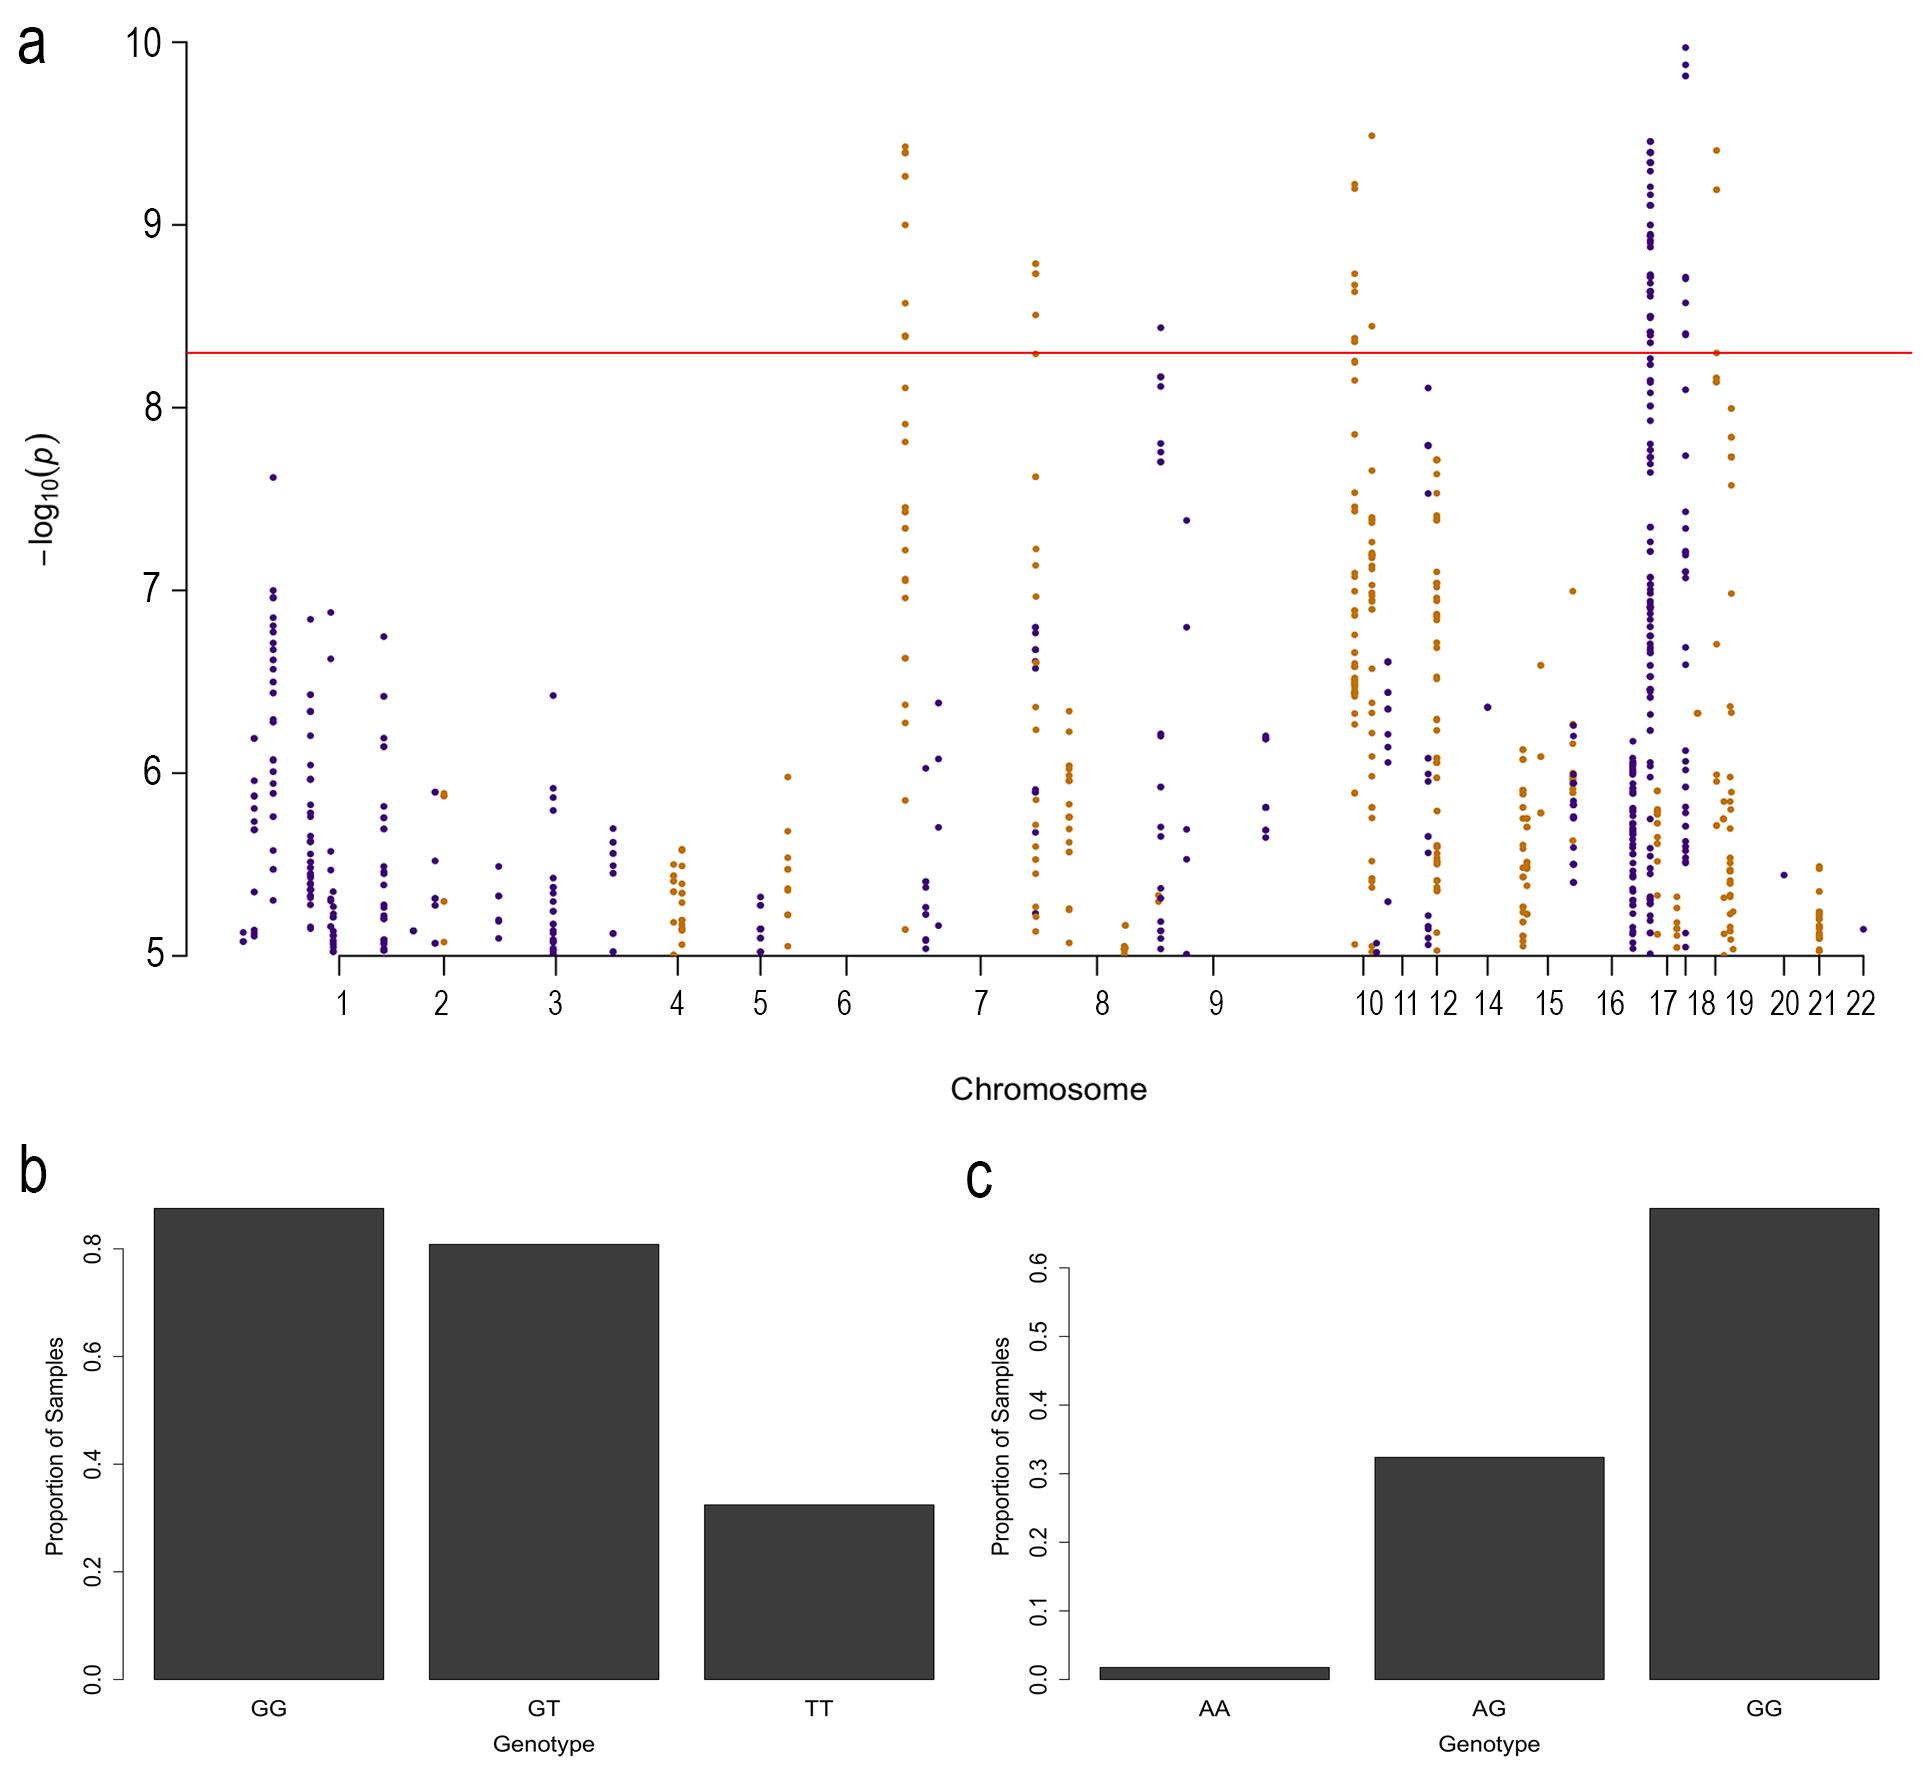 a
10
9
8
7
6
5
−log10(p)
1 2 3 4 5 6 7 8 9 10 11 12 14 15 16 17 18 19 20 21 22
Chromosome
b
0.8
0.6
0.4
0.2
0.0
Proportion of Samples
GG GT TT
Genotype
c
0.6
0.5
0.4
0.3
0.2
0.1
0.0
Proportion of Samples
AA AG GG
Genotype